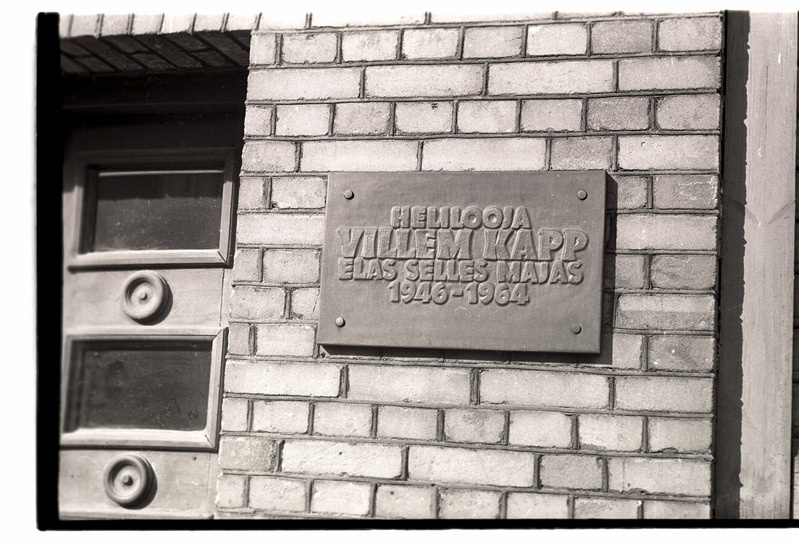 HELILOOJA
VILLEM KAPP
ELAS SELLES MAJAS
1946-1964